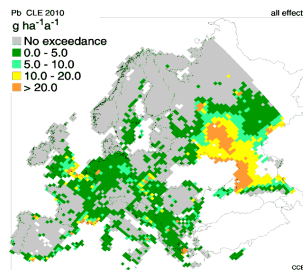 Pb CLE 2010 all effect
g ha⁻¹a⁻¹
No exceedance
0.0 - 5.0
5.0 - 10.0
10.0 - 20.0
> 20.0
CCE